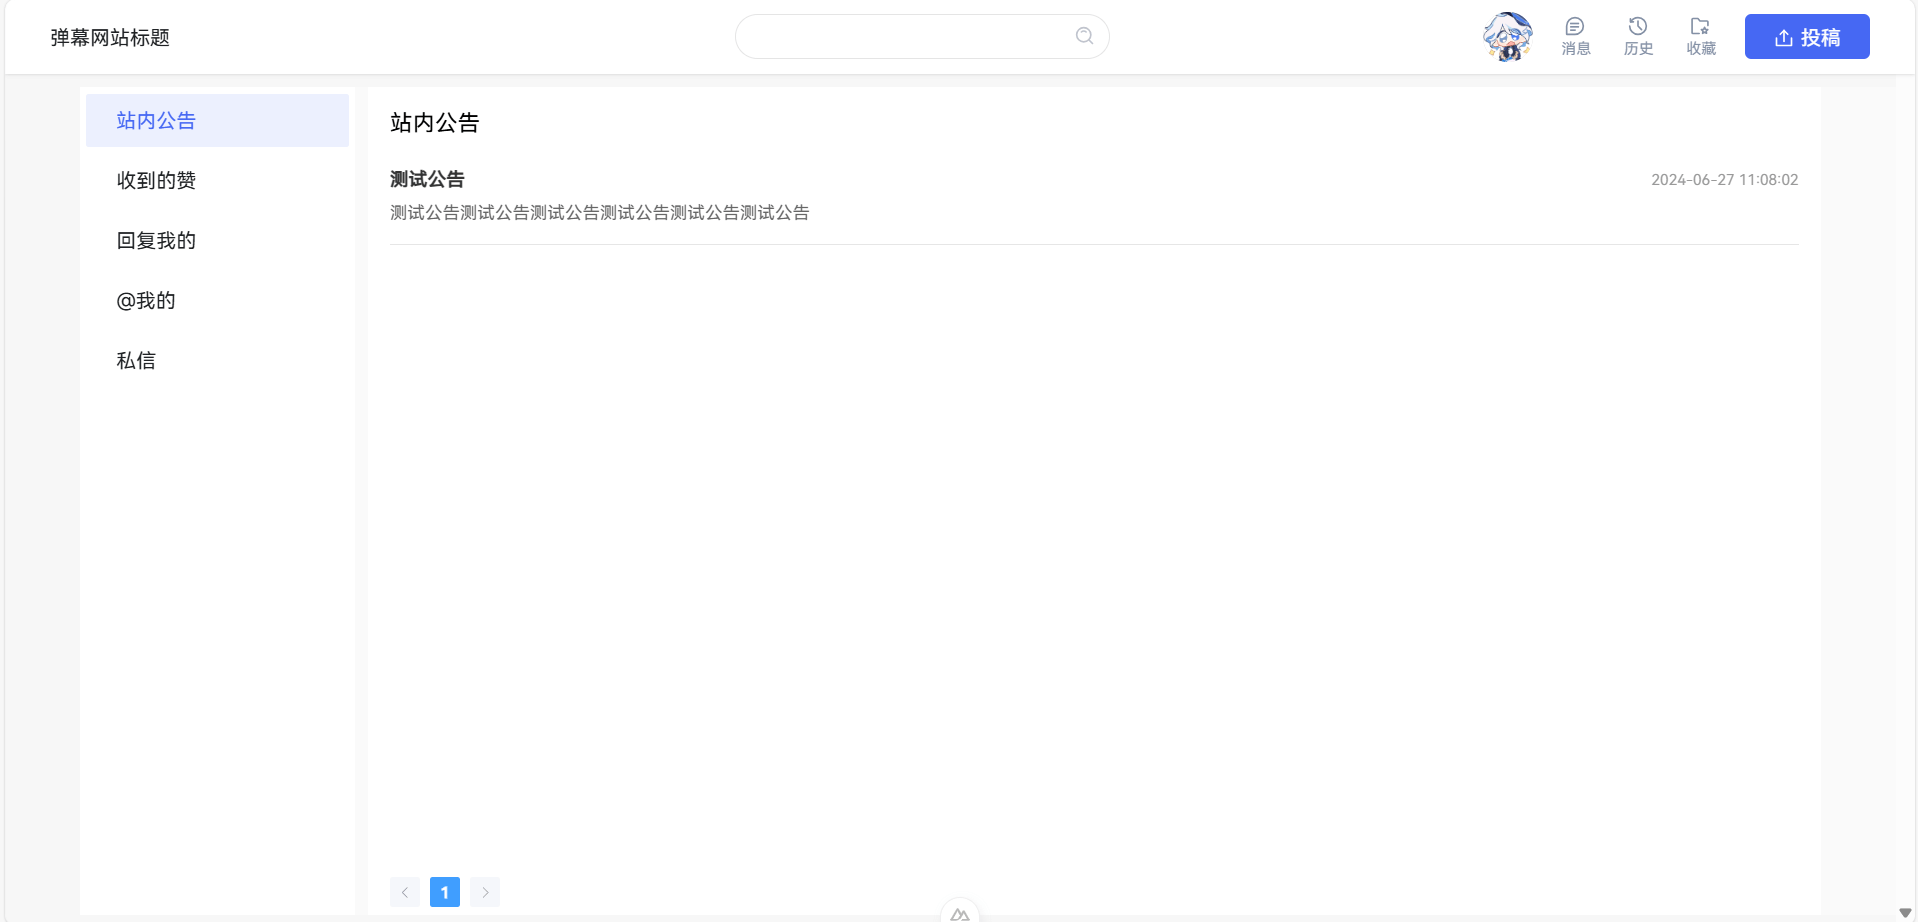 弹幕网站标题
消息
历史
收藏
投稿
站内公告
收到的赞
回复我的
@我的
私信
站内公告
测试公告
2024-06-27 11:08:02
测试公告测试公告测试公告测试公告测试公告测试公告
1